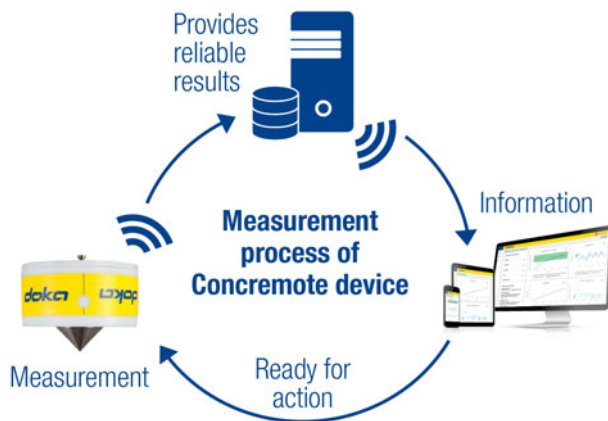 Provides
reliable
results
Information
Measurement
process of
Concremote device
doka
doka
Measurement
Ready for
action